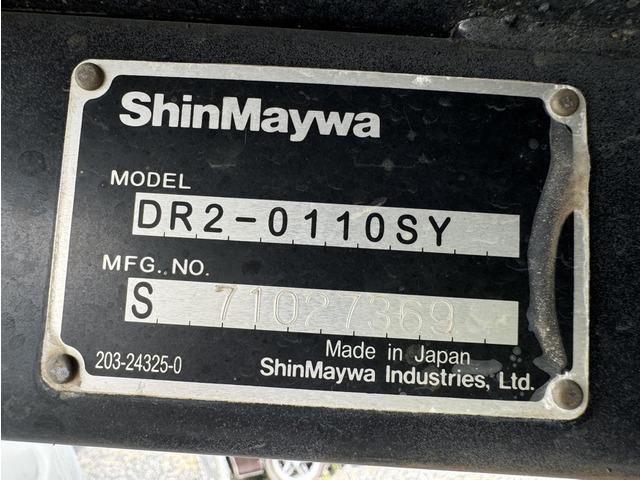 ShinMaywa
MODEL
DR2-0110SY
MFG. NO.
S 71027369
203-24325-0
Made in Japan
ShinMaywa Industries, Ltd.